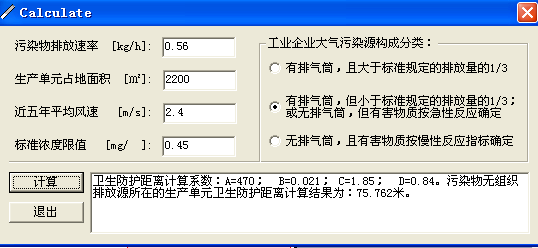 Calculate
污染物排放速率 [kg/h]: 0.56
生产单元占地面积 [㎡]: 2200
近五年平均风速 [m/s]: 2.4
标准浓度限值 [mg/ ]: 0.45
工业企业大气污染源构成分类：
有排气筒，且大于标准规定的排放量的1/3
有排气筒，但小于标准规定的排放量的1/3；
或无排气筒，但有害物质按急性反应确定
无排气筒，且有害物质按慢性反应指标确定
计算
退出
卫生防护距离计算系数：A=470； B=0.021； C=1.85； D=0.84。污染物无组织
排放源所在的生产单元卫生防护距离计算结果为：75.762米。